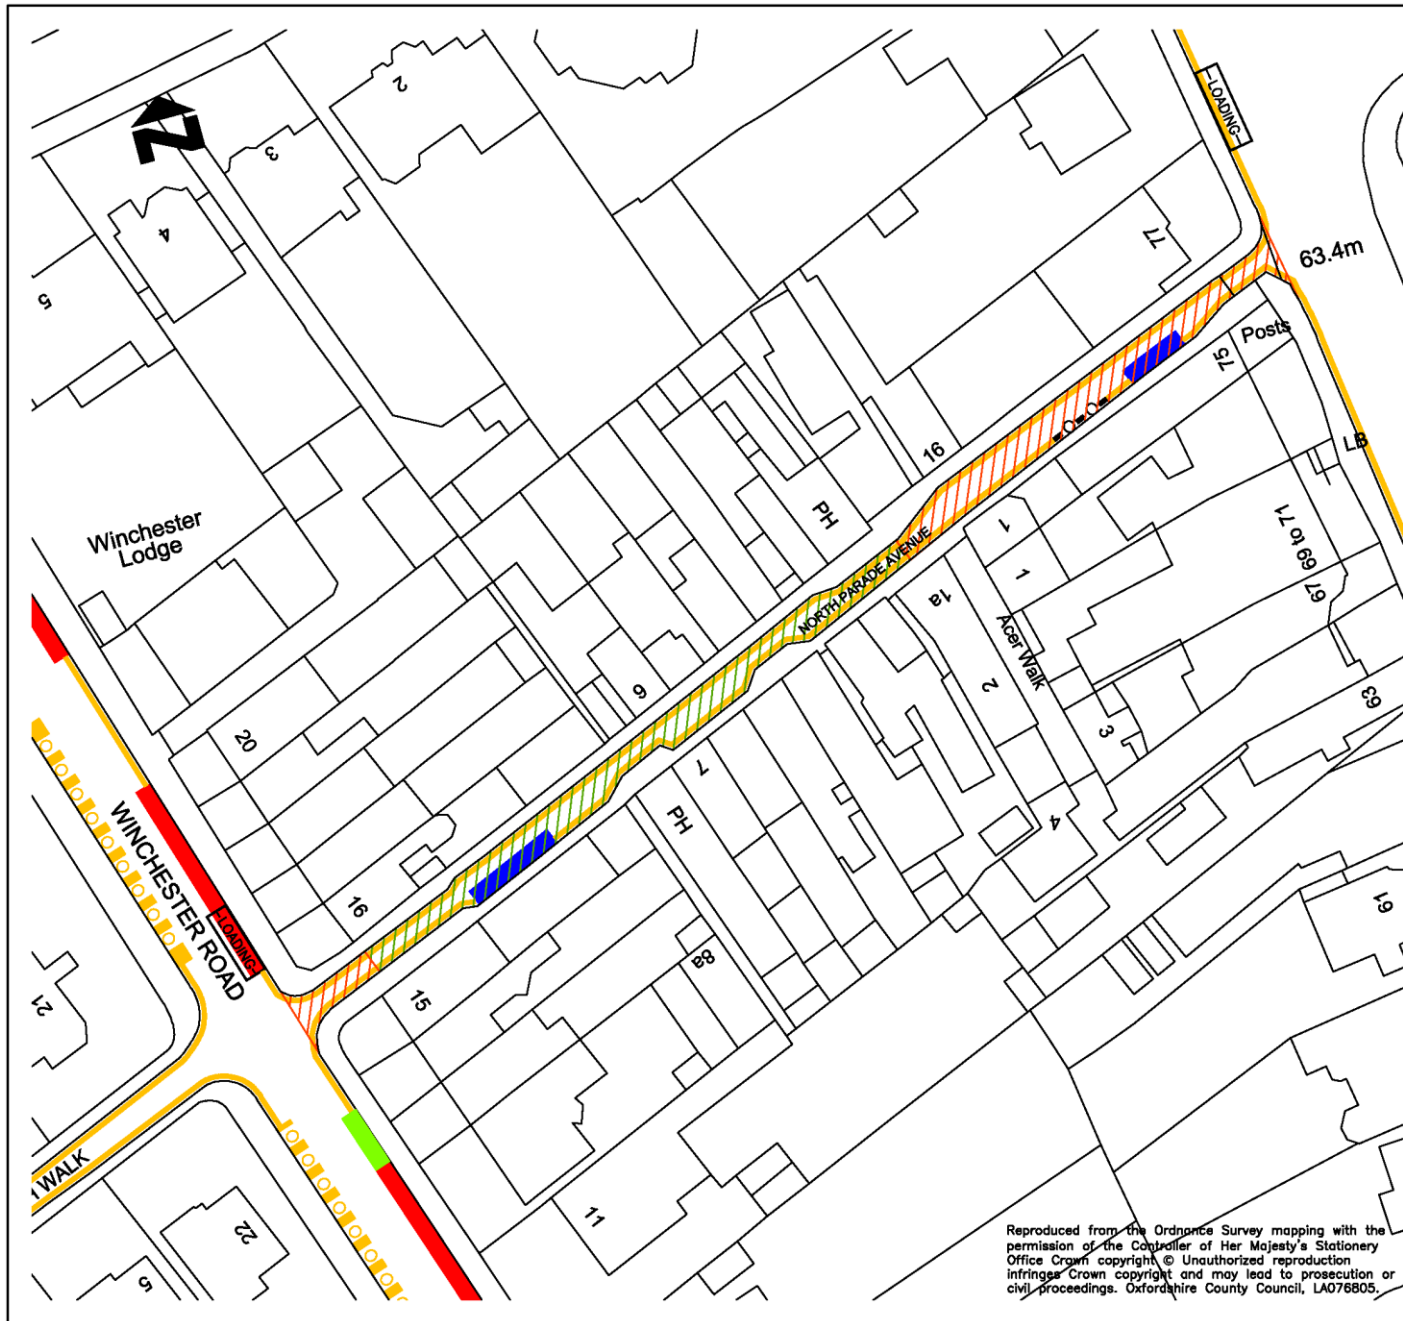 2
LOADING
N
3
4
5
77
63.4m
Posts
75
LB
16
PH
Winchester
Lodge
NORTH PARADE AVENUE
1
1
69 to 71
67
1a
Acer Walk
2
63
9
20
3
7
PH
4
WINCHESTER ROAD
LOADING
16
8a
61
15
21
WALK
22
11
5
Reproduced from the Ordnance Survey mapping with the
permission of the Controller of Her Majesty's Stationery
Office Crown copyright © Unauthorized reproduction
infringes Crown copyright and may lead to prosecution or
civil proceedings. Oxfordshire County Council, LA076805.